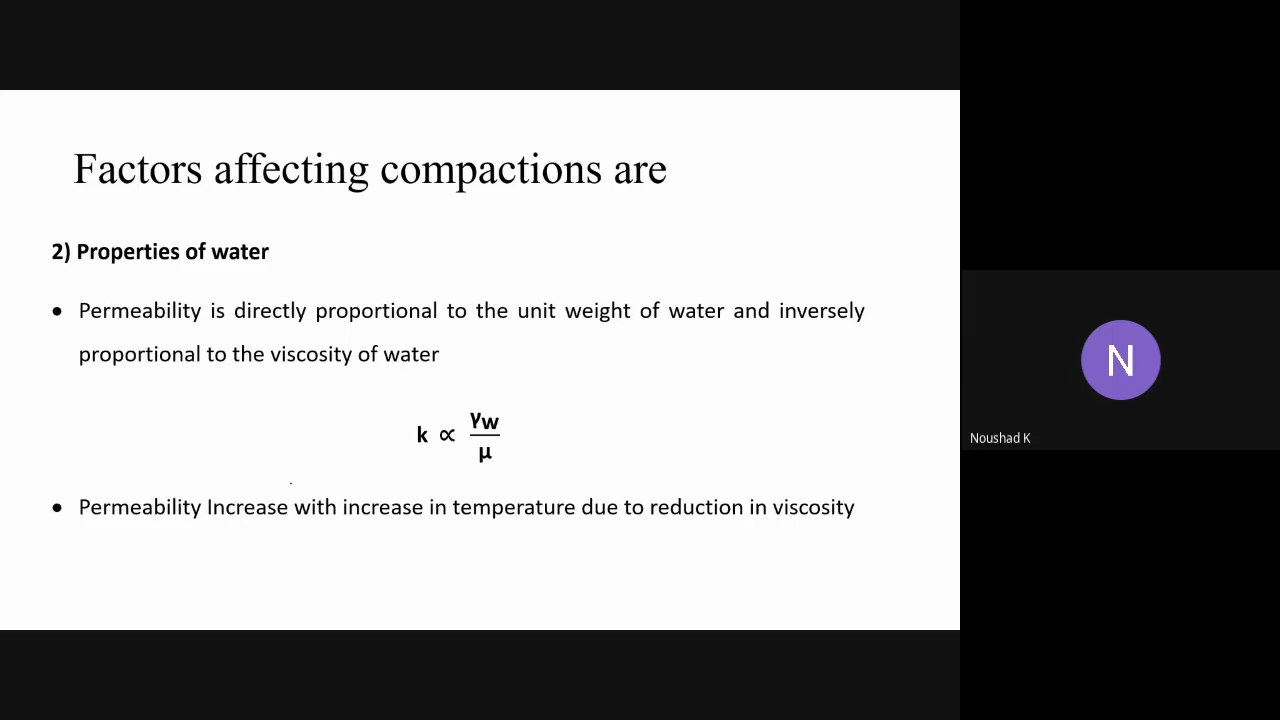 Factors affecting compactions are
2) Properties of water
• Permeability is directly proportional to the unit weight of water and inversely
proportional to the viscosity of water
k ∝ γw
μ
• Permeability Increase with increase in temperature due to reduction in viscosity
N
Noushad K